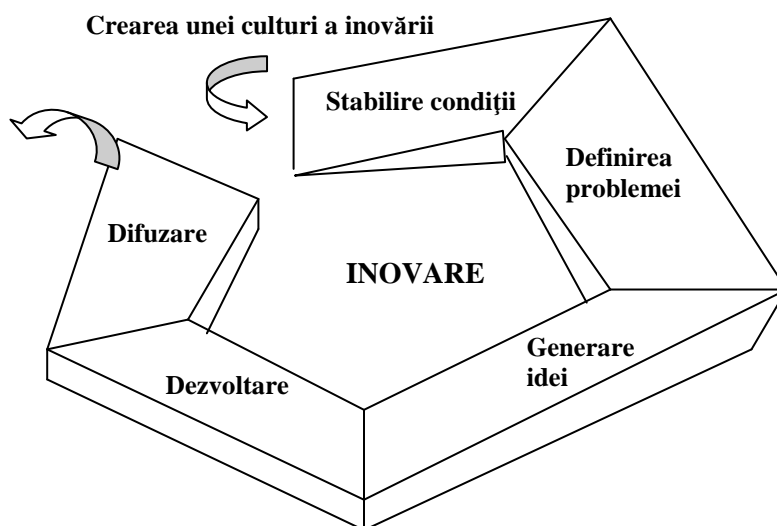 Crearea unei culturi a inovării
Stabilire condiţii
Definirea
problemei
Difuzare
INOVARE
Generare
idei
Dezvoltare